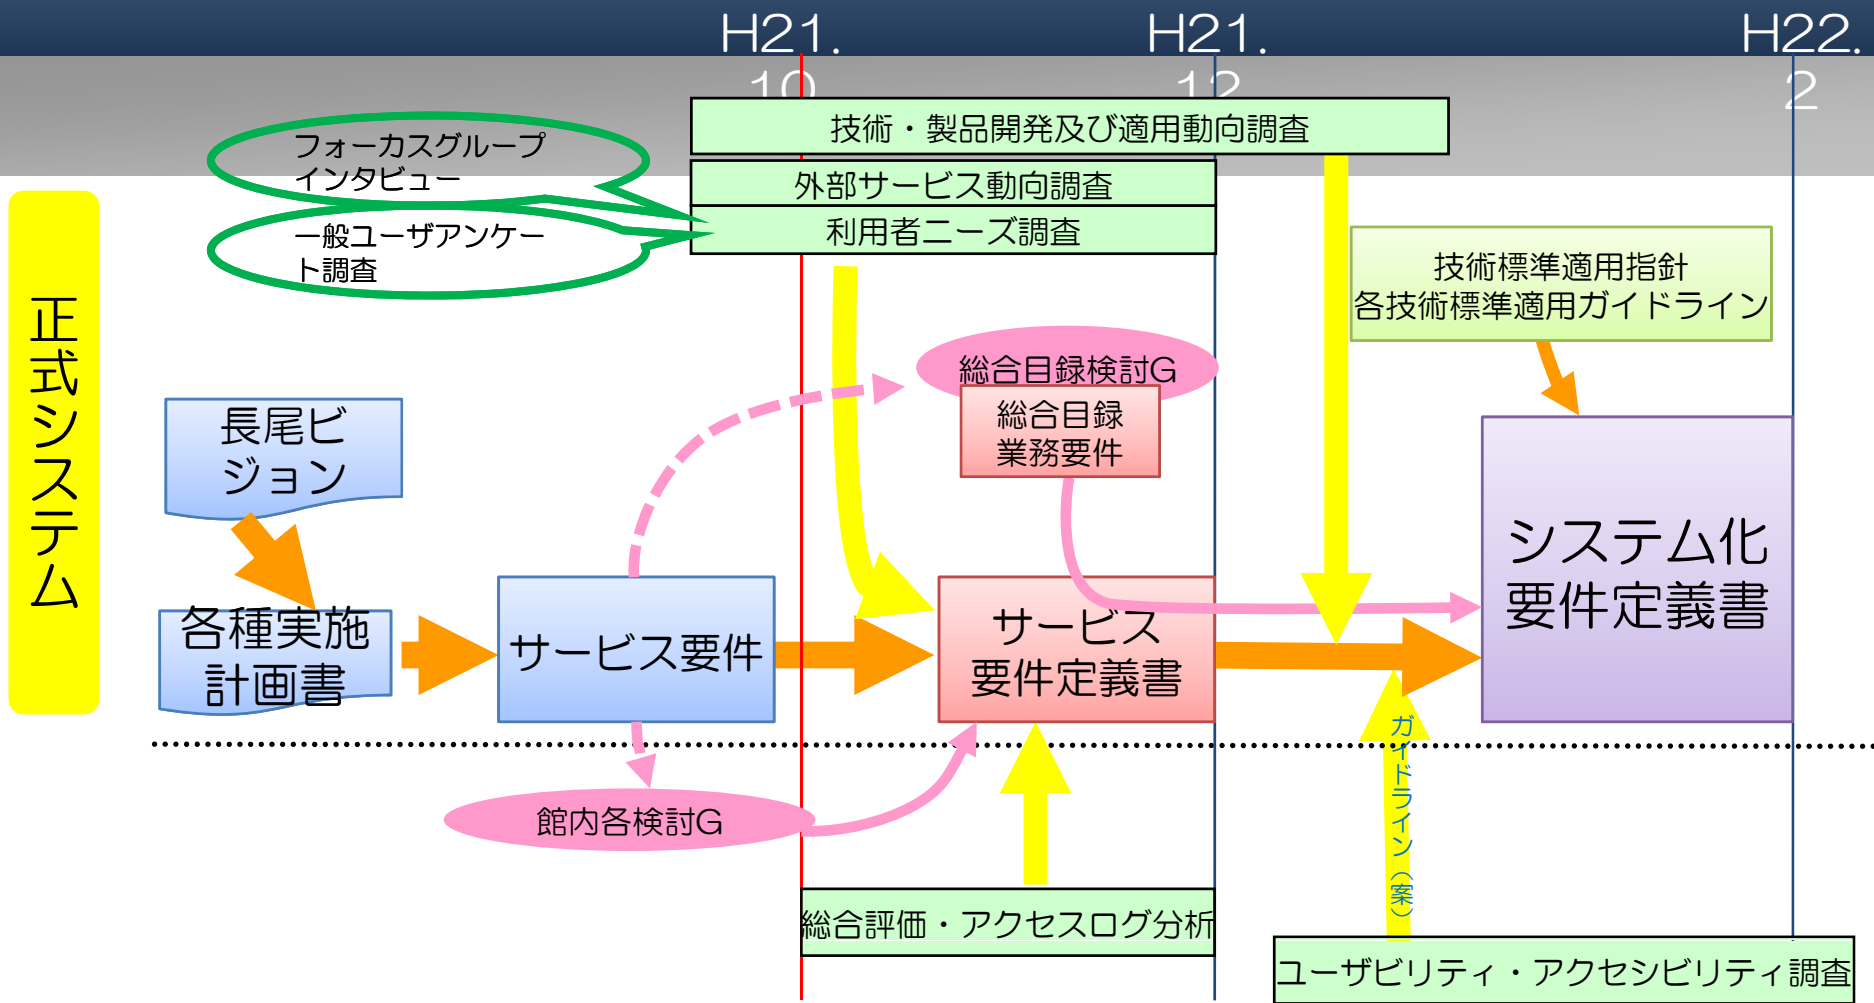 H21.
10
H21.
12
H22.
2
技術・製品開発及び適用動向調査
フォーカスグループ
インタビュー
外部サービス動向調査
利用者ニーズ調査
一般ユーザアンケー
ト調査
技術標準適用指針
各技術標準適用ガイドライン
正式システム
総合目録検討G
総合目録
業務要件
長尾ビ
ジョン
各種実施
計画書
サービス要件
サービス
要件定義書
システム化
要件定義書
ガイドライン（案）
館内各検討G
総合評価・アクセスログ分析
ユーザビリティ・アクセシビリティ調査